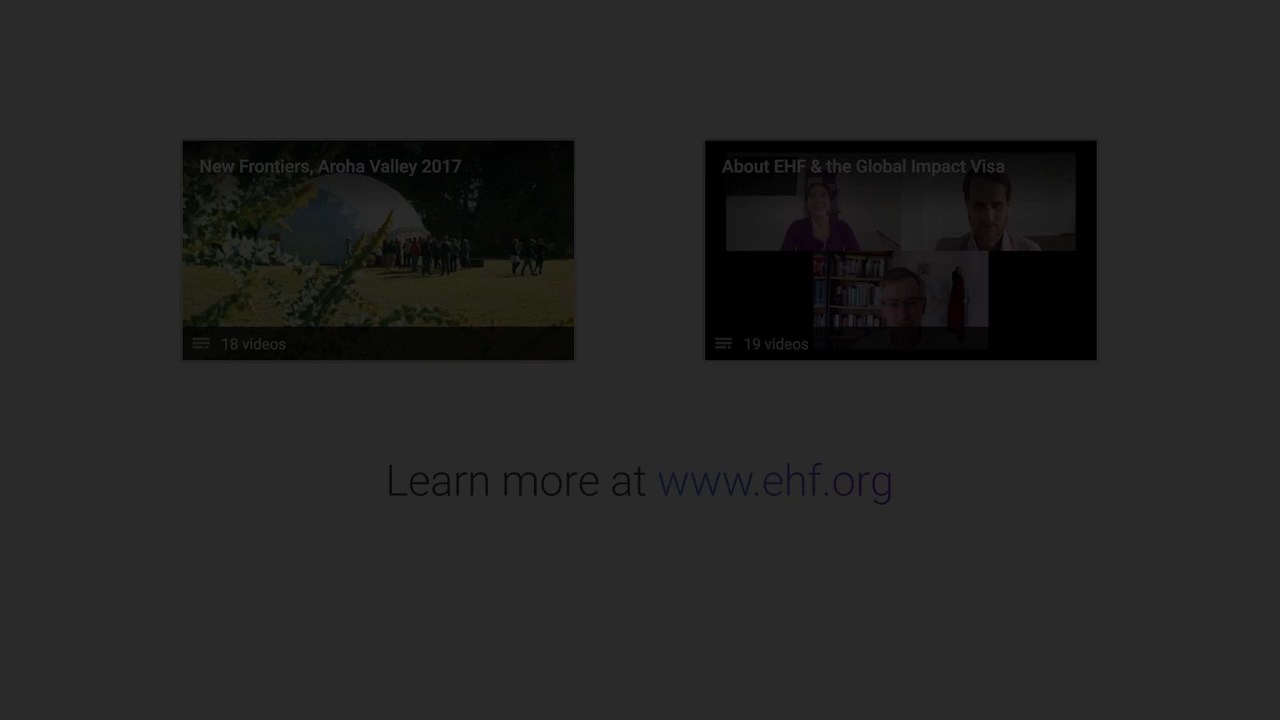 New Frontiers, Aroha Valley 2017
18 videos
About EHF & the Global Impact Visa
19 videos
Learn more at www.ehf.org